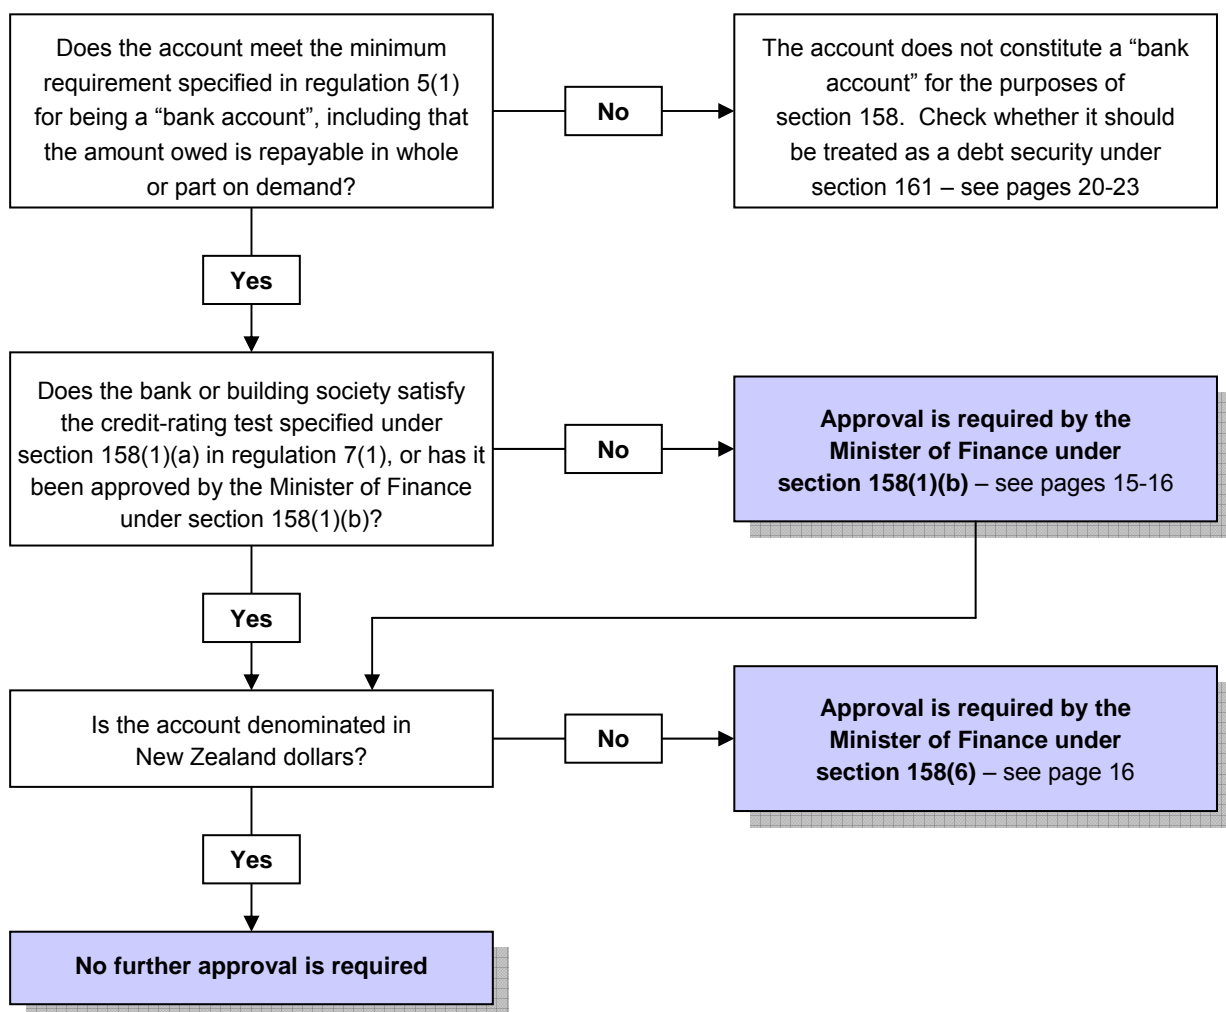 Does the account meet the minimum
requirement specified in regulation 5(1)
for being a “bank account”, including that
the amount owed is repayable in whole
or part on demand?
No
The account does not constitute a “bank
account” for the purposes of
section 158.  Check whether it should
be treated as a debt security under
section 161 – see pages 20-23
Yes
Does the bank or building society satisfy
the credit-rating test specified under
section 158(1)(a) in regulation 7(1), or has it
been approved by the Minister of Finance
under section 158(1)(b)?
No
Approval is required by the
Minister of Finance under
section 158(1)(b) – see pages 15-16
Yes
Is the account denominated in
New Zealand dollars?
No
Approval is required by the
Minister of Finance under
section 158(6) – see page 16
Yes
No further approval is required